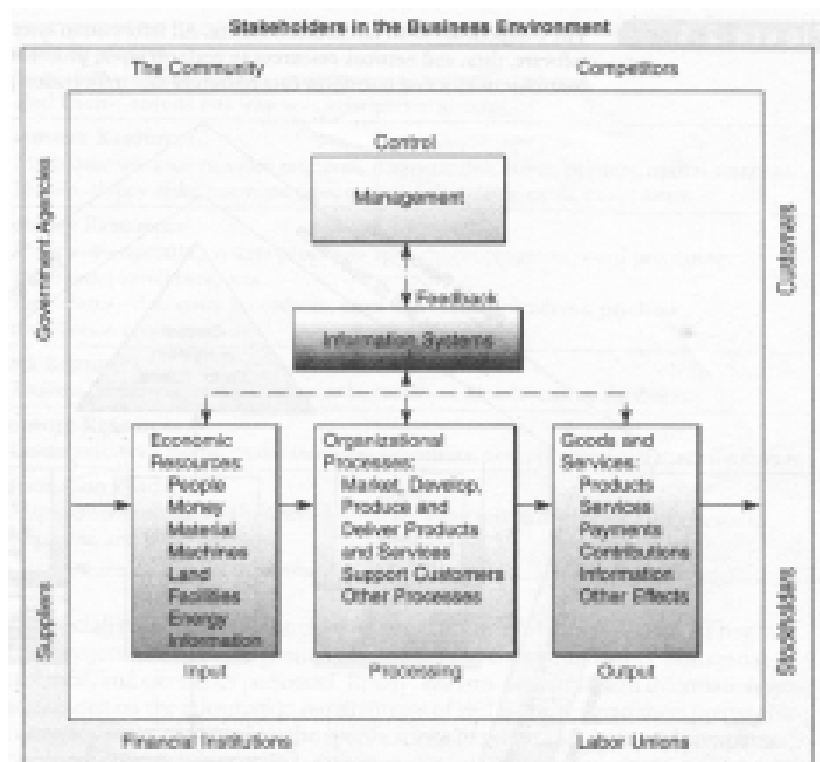 Stakeholders in the Business Environment
The Community
Competitors
Government Agencies
Customers
Control
Management
Feedback
Information Systems
Economic
Resources:
People
Money
Material
Machines
Land
Facilities
Energy
Information
Organizational
Processes:
Market, Develop,
Produce and
Deliver Products
and Services
Support Customers
Other Processes
Goods and
Services:
Products
Services
Payments
Contributions
Information
Other Effects
Input
Processing
Output
Suppliers
Stockholders
Financial Institutions
Labor Unions